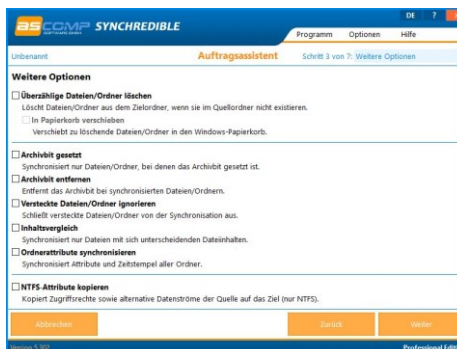 DE ?
ascomp SYNCHREDIBLE
SOFTWARE GMBH
Programm Optionen Hilfe
Unbenannt Auftragsassistent Schritt 3 von 7: Weitere Optionen
Weitere Optionen
Überzählige Dateien/Ordner löschen
Löscht Dateien/Ordner aus dem Zielordner, wenn sie im Quellordner nicht existieren.
In Papierkorb verschieben
Verschiebt zu löschende Dateien/Ordner in den Windows-Papierkorb.
Archivbit gesetzt
Synchronisiert nur Dateien/Ordner, bei denen das Archivbit gesetzt ist.
Archivbit entfernen
Entfernt das Archivbit bei synchronisierten Dateien/Ordnern.
Versteckte Dateien/Ordner ignorieren
Schließt versteckte Dateien/Ordner von der Synchronisation aus.
Inhaltsvergleich
Synchronisiert nur Dateien mit sich unterscheidenden Dateiinhalten.
Ordnerattribute synchronisieren
Synchronisiert Attribute und Zeitstempel aller Ordner.
NTFS-Attribute kopieren
Kopiert Zugriffsrechte sowie alternative Datenströme der Quelle auf das Ziel (nur NTFS).
Abbrechen Zurück Weiter
Version 5.302 Professional Editi